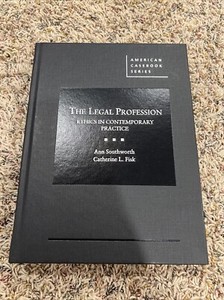 AMERICAN
CASEBOOK
SERIES
THE LEGAL PROFESSION
ETHICS IN CONTEMPORARY
PRACTICE
Ann Southworth
Catherine L. Fisk